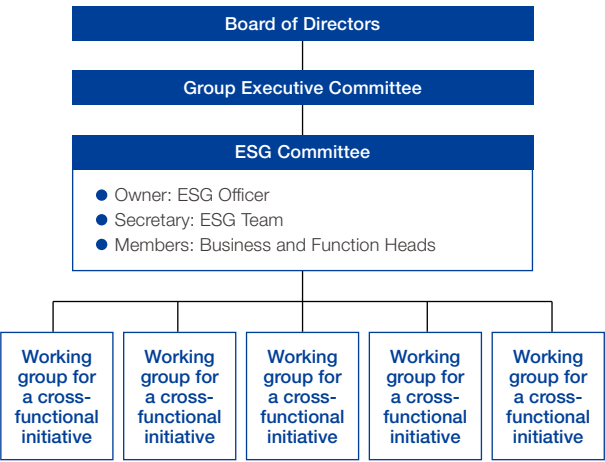 Board of Directors
Group Executive Committee
ESG Committee
● Owner: ESG Officer
● Secretary: ESG Team
● Members: Business and Function Heads
Working
group for
a cross-
functional
initiative
Working
group for
a cross-
functional
initiative
Working
group for
a cross-
functional
initiative
Working
group for
a cross-
functional
initiative
Working
group for
a cross-
functional
initiative